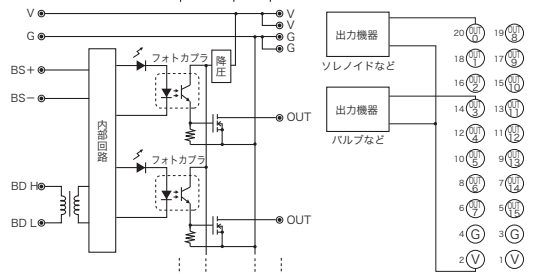 V
G
V
V
G
G
BS+
BS−
フォトカプラ
降圧
OUT
内部回路
フォトカプラ
BD H
BD L
OUT
出力機器
ソレノイドなど
出力機器
バルブなど
20 OUT 0
19 OUT 8
18 OUT 1
17 OUT 9
16 OUT 2
15 OUT 10
14 OUT 3
13 OUT 11
12 OUT 4
11 OUT 12
10 OUT 5
9 OUT 13
8 OUT 6
7 OUT 14
6 OUT 7
5 OUT 15
4 G
3 G
2 V
1 V